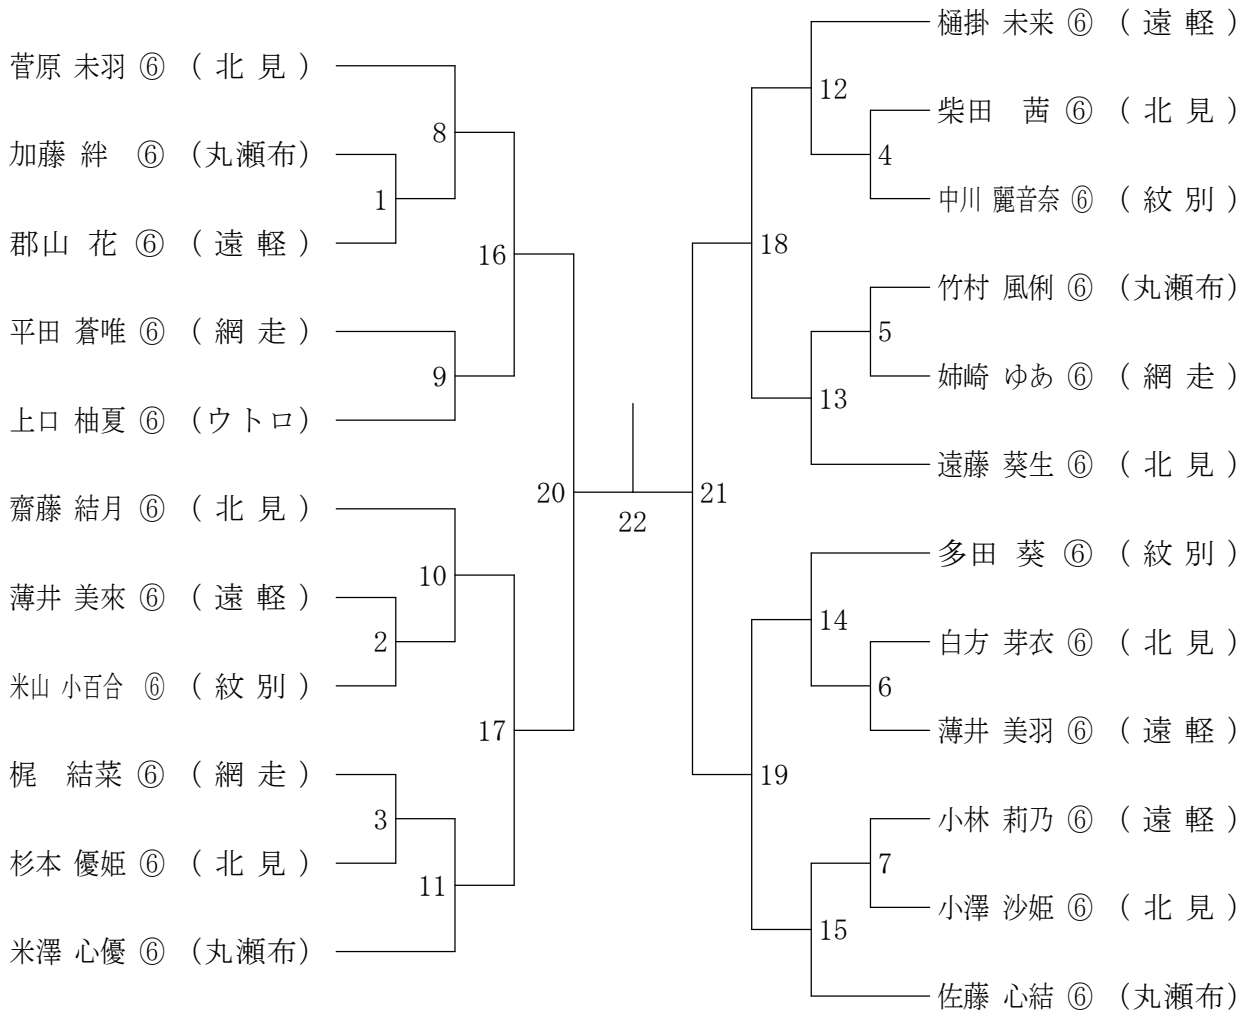 菅原 未羽 ⑥ （ 北 見 ）
加藤 絆 ⑥ （丸瀬布）
郡山 花 ⑥ （ 遠 軽 ）
平田 蒼唯 ⑥ （ 網 走 ）
上口 柚夏 ⑥ （ウトロ）
齋藤 結月 ⑥ （ 北 見 ）
薄井 美來 ⑥ （ 遠 軽 ）
米山 小百合 ⑥ （ 紋 別 ）
梶 結菜 ⑥ （ 網 走 ）
杉本 優姫 ⑥ （ 北 見 ）
米澤 心優 ⑥ （丸瀬布）
1
2
3
8
9
10
11
16
17
20
22
21
18
19
12
13
14
15
4
5
6
7
樋掛 未来 ⑥ （ 遠 軽 ）
柴田 茜 ⑥ （ 北 見 ）
中川 麗音奈 ⑥ （ 紋 別 ）
竹村 風俐 ⑥ （丸瀬布）
姉崎 ゆあ ⑥ （ 網 走 ）
遠藤 葵生 ⑥ （ 北 見 ）
多田 葵 ⑥ （ 紋 別 ）
白方 芽衣 ⑥ （ 北 見 ）
薄井 美羽 ⑥ （ 遠 軽 ）
小林 莉乃 ⑥ （ 遠 軽 ）
小澤 沙姫 ⑥ （ 北 見 ）
佐藤 心結 ⑥ （丸瀬布）